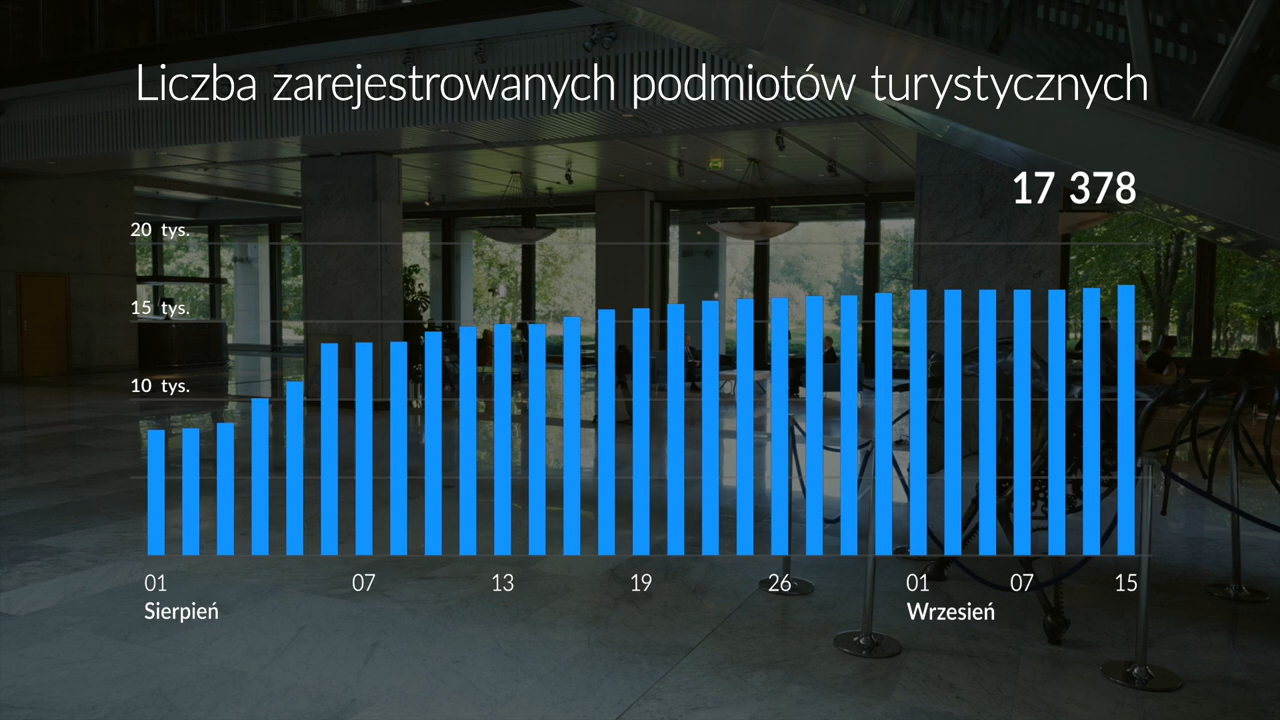 Liczba zarejestrowanych podmiotów turystycznych
17 378
20 tys.
15 tys.
10 tys.
01 07 13 19 26 01 07 15
Sierpień Wrzesień